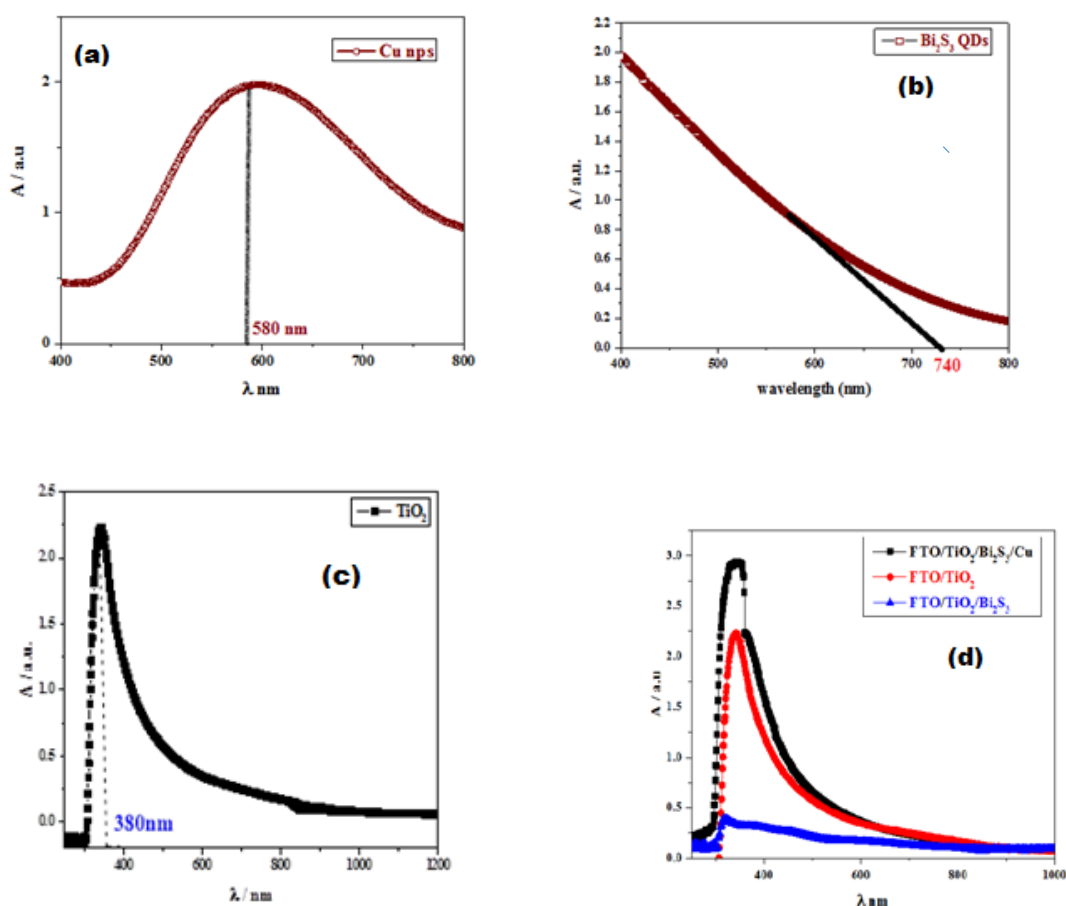 (a)
Cu nps
A / a.u
2
1
0
580 nm
400
500
600
700
800
λ nm
(b)
Bi₂S₃ QDs
A / a.u.
2.0
1.8
1.6
1.4
1.2
1.0
0.8
0.6
0.4
0.2
0.0
400
500
600
700
740
800
wavelength (nm)
(c)
TiO₂
A / a.u.
2.5
2.0
1.5
1.0
0.5
0.0
380nm
400
600
800
1000
1200
λ / nm
(d)
FTO/TiO₂/Bi₂S₃/Cu
FTO/TiO₂
FTO/TiO₂/Bi₂S₃
A / a.u
3.0
2.5
2.0
1.5
1.0
0.5
0.0
400
600
800
1000
λ nm